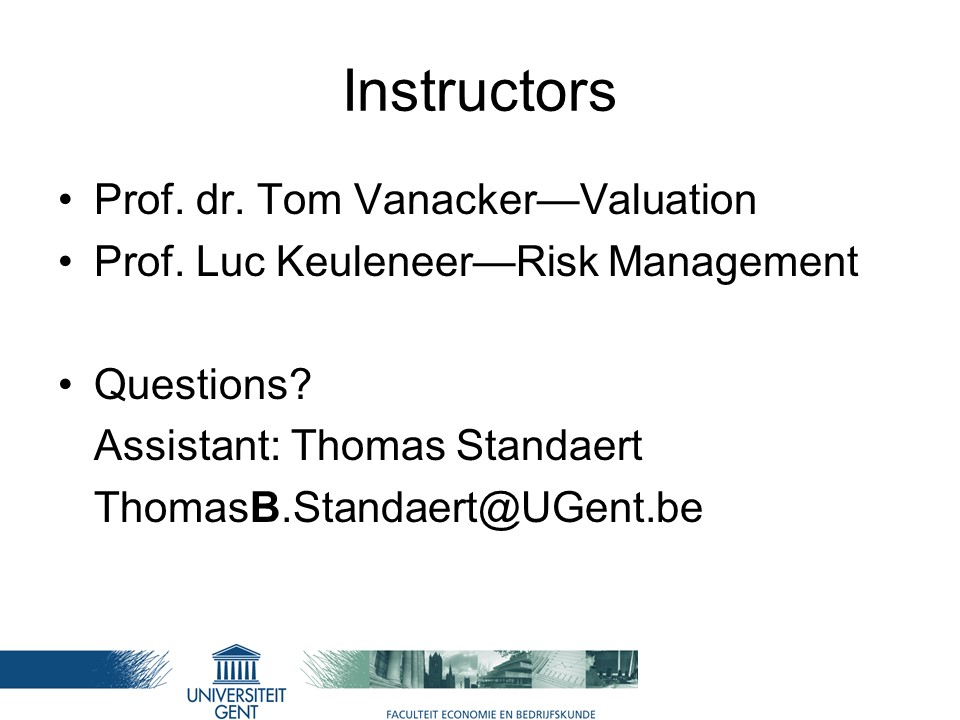 Instructors
• Prof. dr. Tom Vanacker—Valuation
• Prof. Luc Keuleneer—Risk Management
• Questions?
Assistant: Thomas Standaert
ThomasB.Standaert@UGent.be
UNIVERSITEIT
GENT
FACULTEIT ECONOMIE EN BEDRIJFSKUNDE